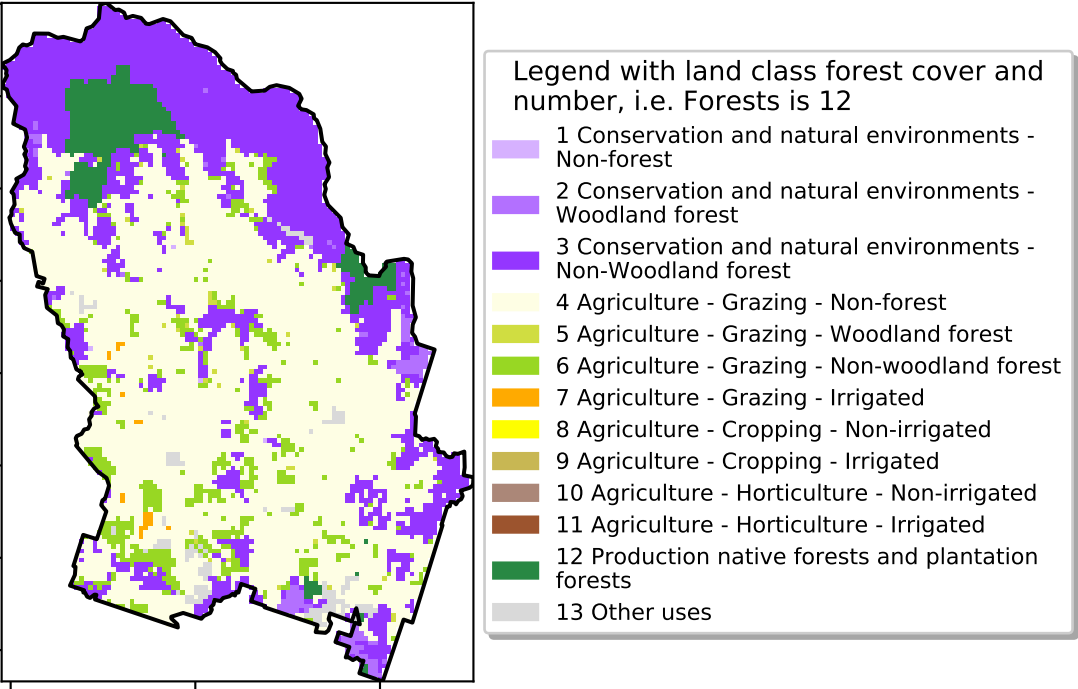 Legend with land class forest cover and
number, i.e. Forests is 12
1 Conservation and natural environments -
Non-forest
2 Conservation and natural environments -
Woodland forest
3 Conservation and natural environments -
Non-Woodland forest
4 Agriculture - Grazing - Non-forest
5 Agriculture - Grazing - Woodland forest
6 Agriculture - Grazing - Non-woodland forest
7 Agriculture - Grazing - Irrigated
8 Agriculture - Cropping - Non-irrigated
9 Agriculture - Cropping - Irrigated
10 Agriculture - Horticulture - Non-irrigated
11 Agriculture - Horticulture - Irrigated
12 Production native forests and plantation
forests
13 Other uses